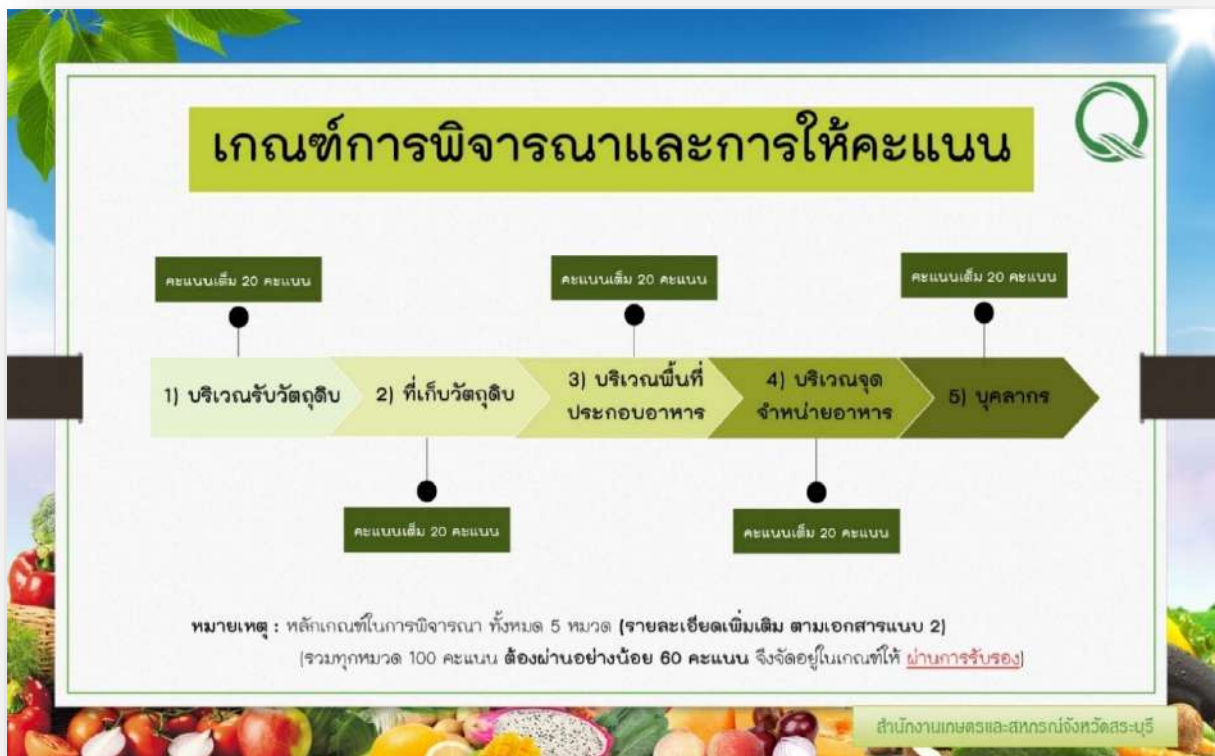 เกณฑ์การพิจารณาและการให้คะแนน
คะแนนเต็ม 20 คะแนน
คะแนนเต็ม 20 คะแนน
คะแนนเต็ม 20 คะแนน
1) บริเวณรับวัตถุดิบ
2) ที่เก็บวัตถุดิบ
3) บริเวณพื้นที่
ประกอบอาหาร
4) บริเวณจุด
จำหน่ายอาหาร
5) บุคลากร
คะแนนเต็ม 20 คะแนน
คะแนนเต็ม 20 คะแนน
หมายเหตุ : หลักเกณฑ์ในการพิจารณา ทั้งหมด 5 หมวด (รายละเอียดเพิ่มเติม ตามเอกสารแนบ 2)
(รวมทุกหมวด 100 คะแนน ต้องผ่านอย่างน้อย 60 คะแนน จึงจัดอยู่ในเกณฑ์ให้ ผ่านการรับรอง)
สำนักงานเกษตรและสหกรณ์จังหวัดสระบุรี